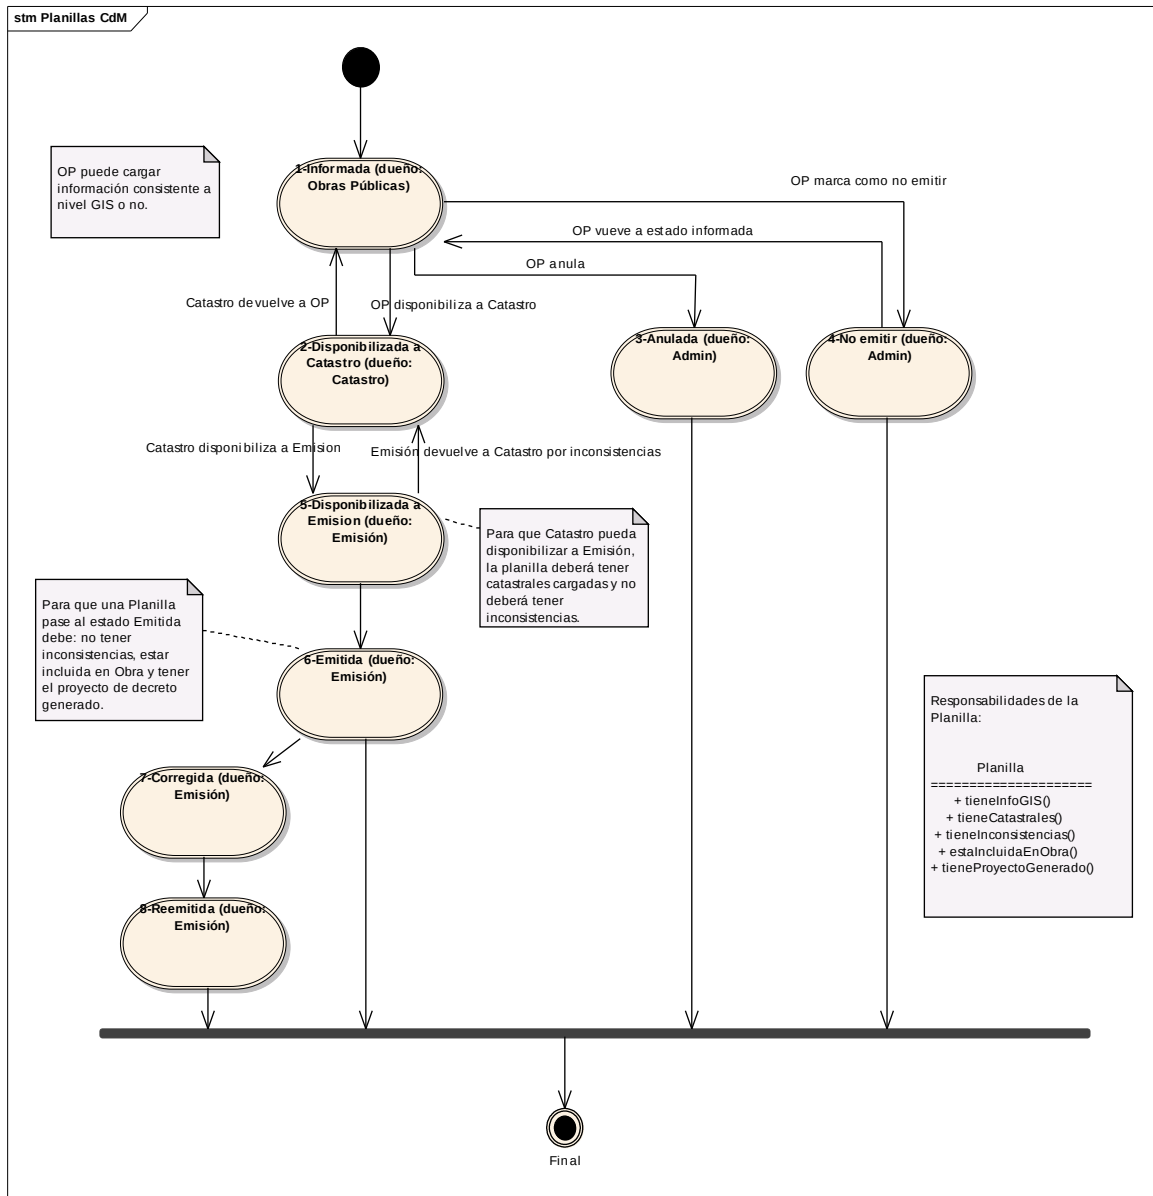 stm Planillas CdM
OP puede cargar
información consistente a
nivel GIS o no.
1-Informada (dueño:
Obras Públicas)
OP marca como no emitir
OP vueve a estado informada
OP anula
Catastro devuelve a OP
OP disponibiliza a Catastro
2-Disponibilizada a
Catastro (dueño:
Catastro)
3-Anulada (dueño:
Admin)
4-No emitir (dueño:
Admin)
Catastro disponibiliza a Emision
Emisión devuelve a Catastro por inconsistencias
5-Disponibilizada a
Emision (dueño:
Emisión)
Para que Catastro pueda
disponibilizar a Emisión,
la planilla deberá tener
catastrales cargadas y no
deberá tener
inconsistencias.
Para que una Planilla
pase al estado Emitida
debe: no tener
inconsistencias, estar
incluida en Obra y tener
el proyecto de decreto
generado.
6-Emitida (dueño:
Emisión)
Responsabilidades de la
Planilla:
Planilla
=====================
+ tieneInfoGIS()
+ tieneCatastrales()
+ tieneInconsistencias()
+ estaIncluidaEnObra()
+ tieneProyectoGenerado()
7-Corregida (dueño:
Emisión)
8-Reemitida (dueño:
Emisión)
Final